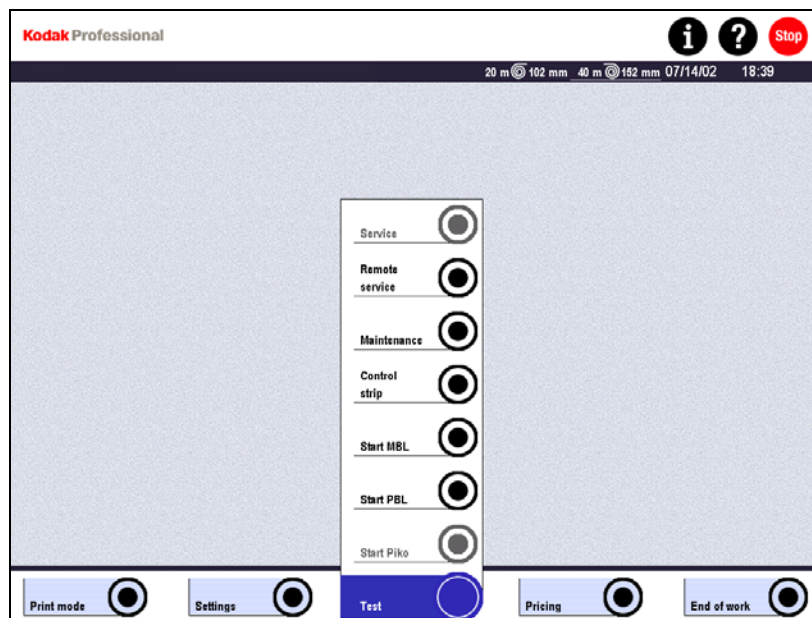 Kodak Professional
i ? Stop
20 m 102 mm 40 m 152 mm 07/14/02 18:39
Service
Remote
service
Maintenance
Control
strip
Start MBL
Start PBL
Start Piko
Print mode Settings Test Pricing End of work